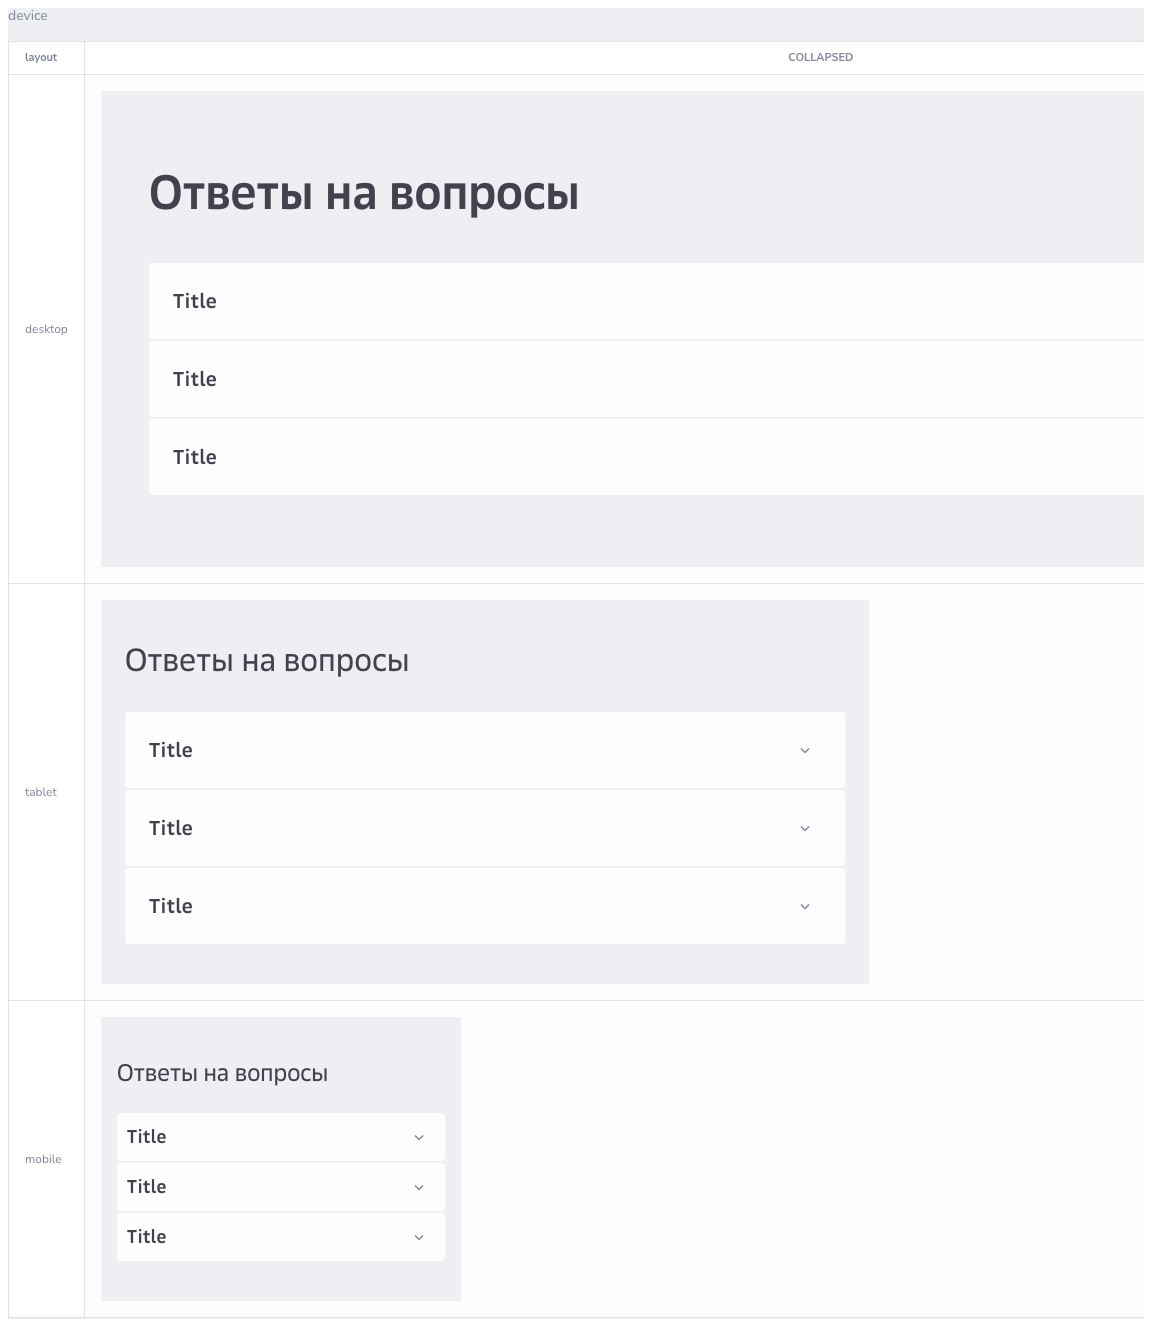 device
layout
COLLAPSED
desktop
Ответы на вопросы
Title
Title
Title
tablet
Ответы на вопросы
Title
Title
Title
mobile
Ответы на вопросы
Title
Title
Title